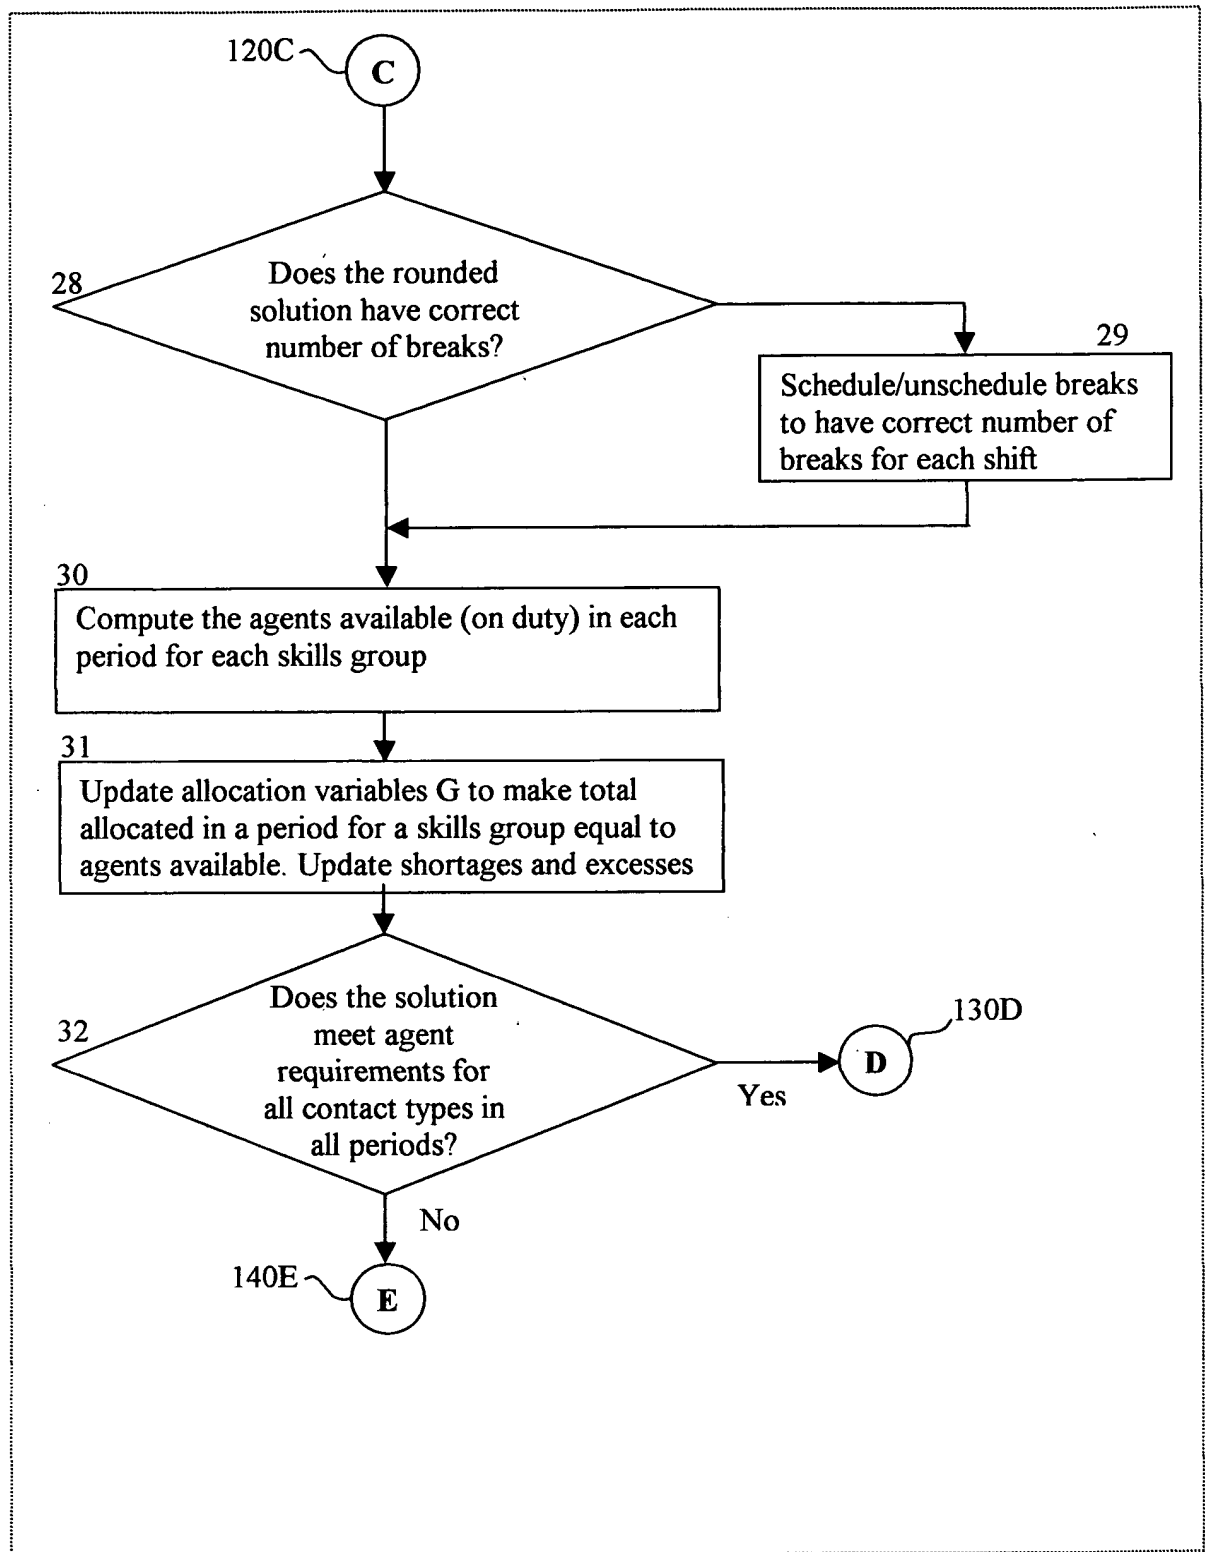 120C
C
28
Does the rounded
solution have correct
number of breaks?
29
Schedule/unschedule breaks
to have correct number of
breaks for each shift
30
Compute the agents available (on duty) in each
period for each skills group
31
Update allocation variables G to make total
allocated in a period for a skills group equal to
agents available. Update shortages and excesses
32
Does the solution
meet agent
requirements for
all contact types in
all periods?
130D
D
Yes
No
140E
E